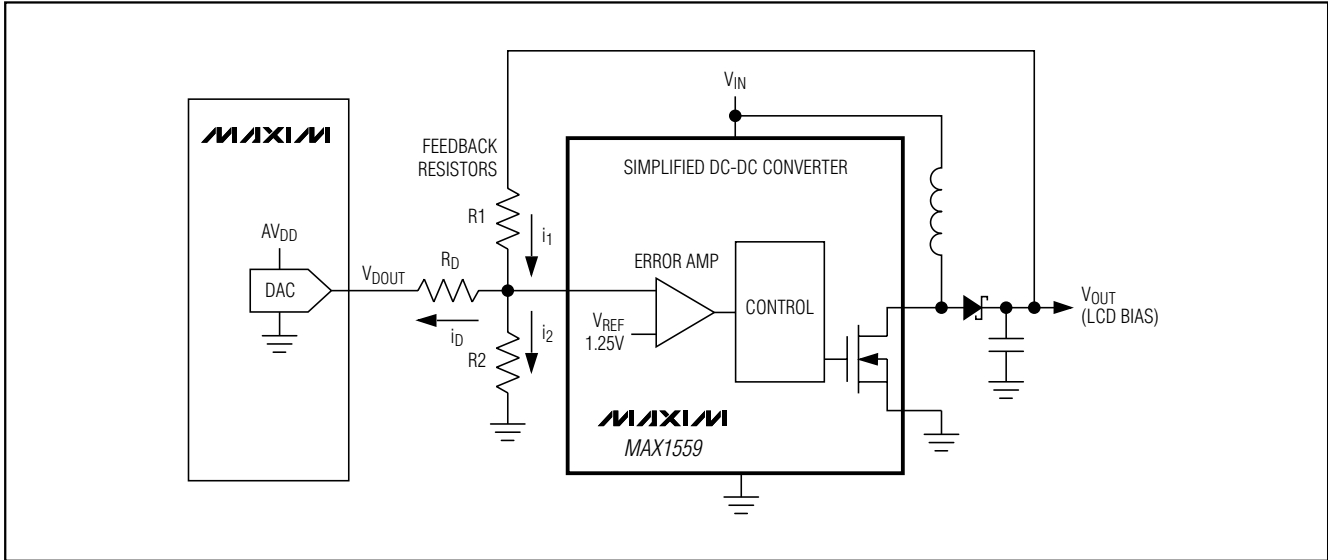 MAXIM
AVDD
DAC
VDOUT
RD
iD
FEEDBACK
RESISTORS
R1
i1
R2
i2
VIN
SIMPLIFIED DC-DC CONVERTER
ERROR AMP
VREF
1.25V
CONTROL
MAXIM
MAX1559
VOUT
(LCD BIAS)